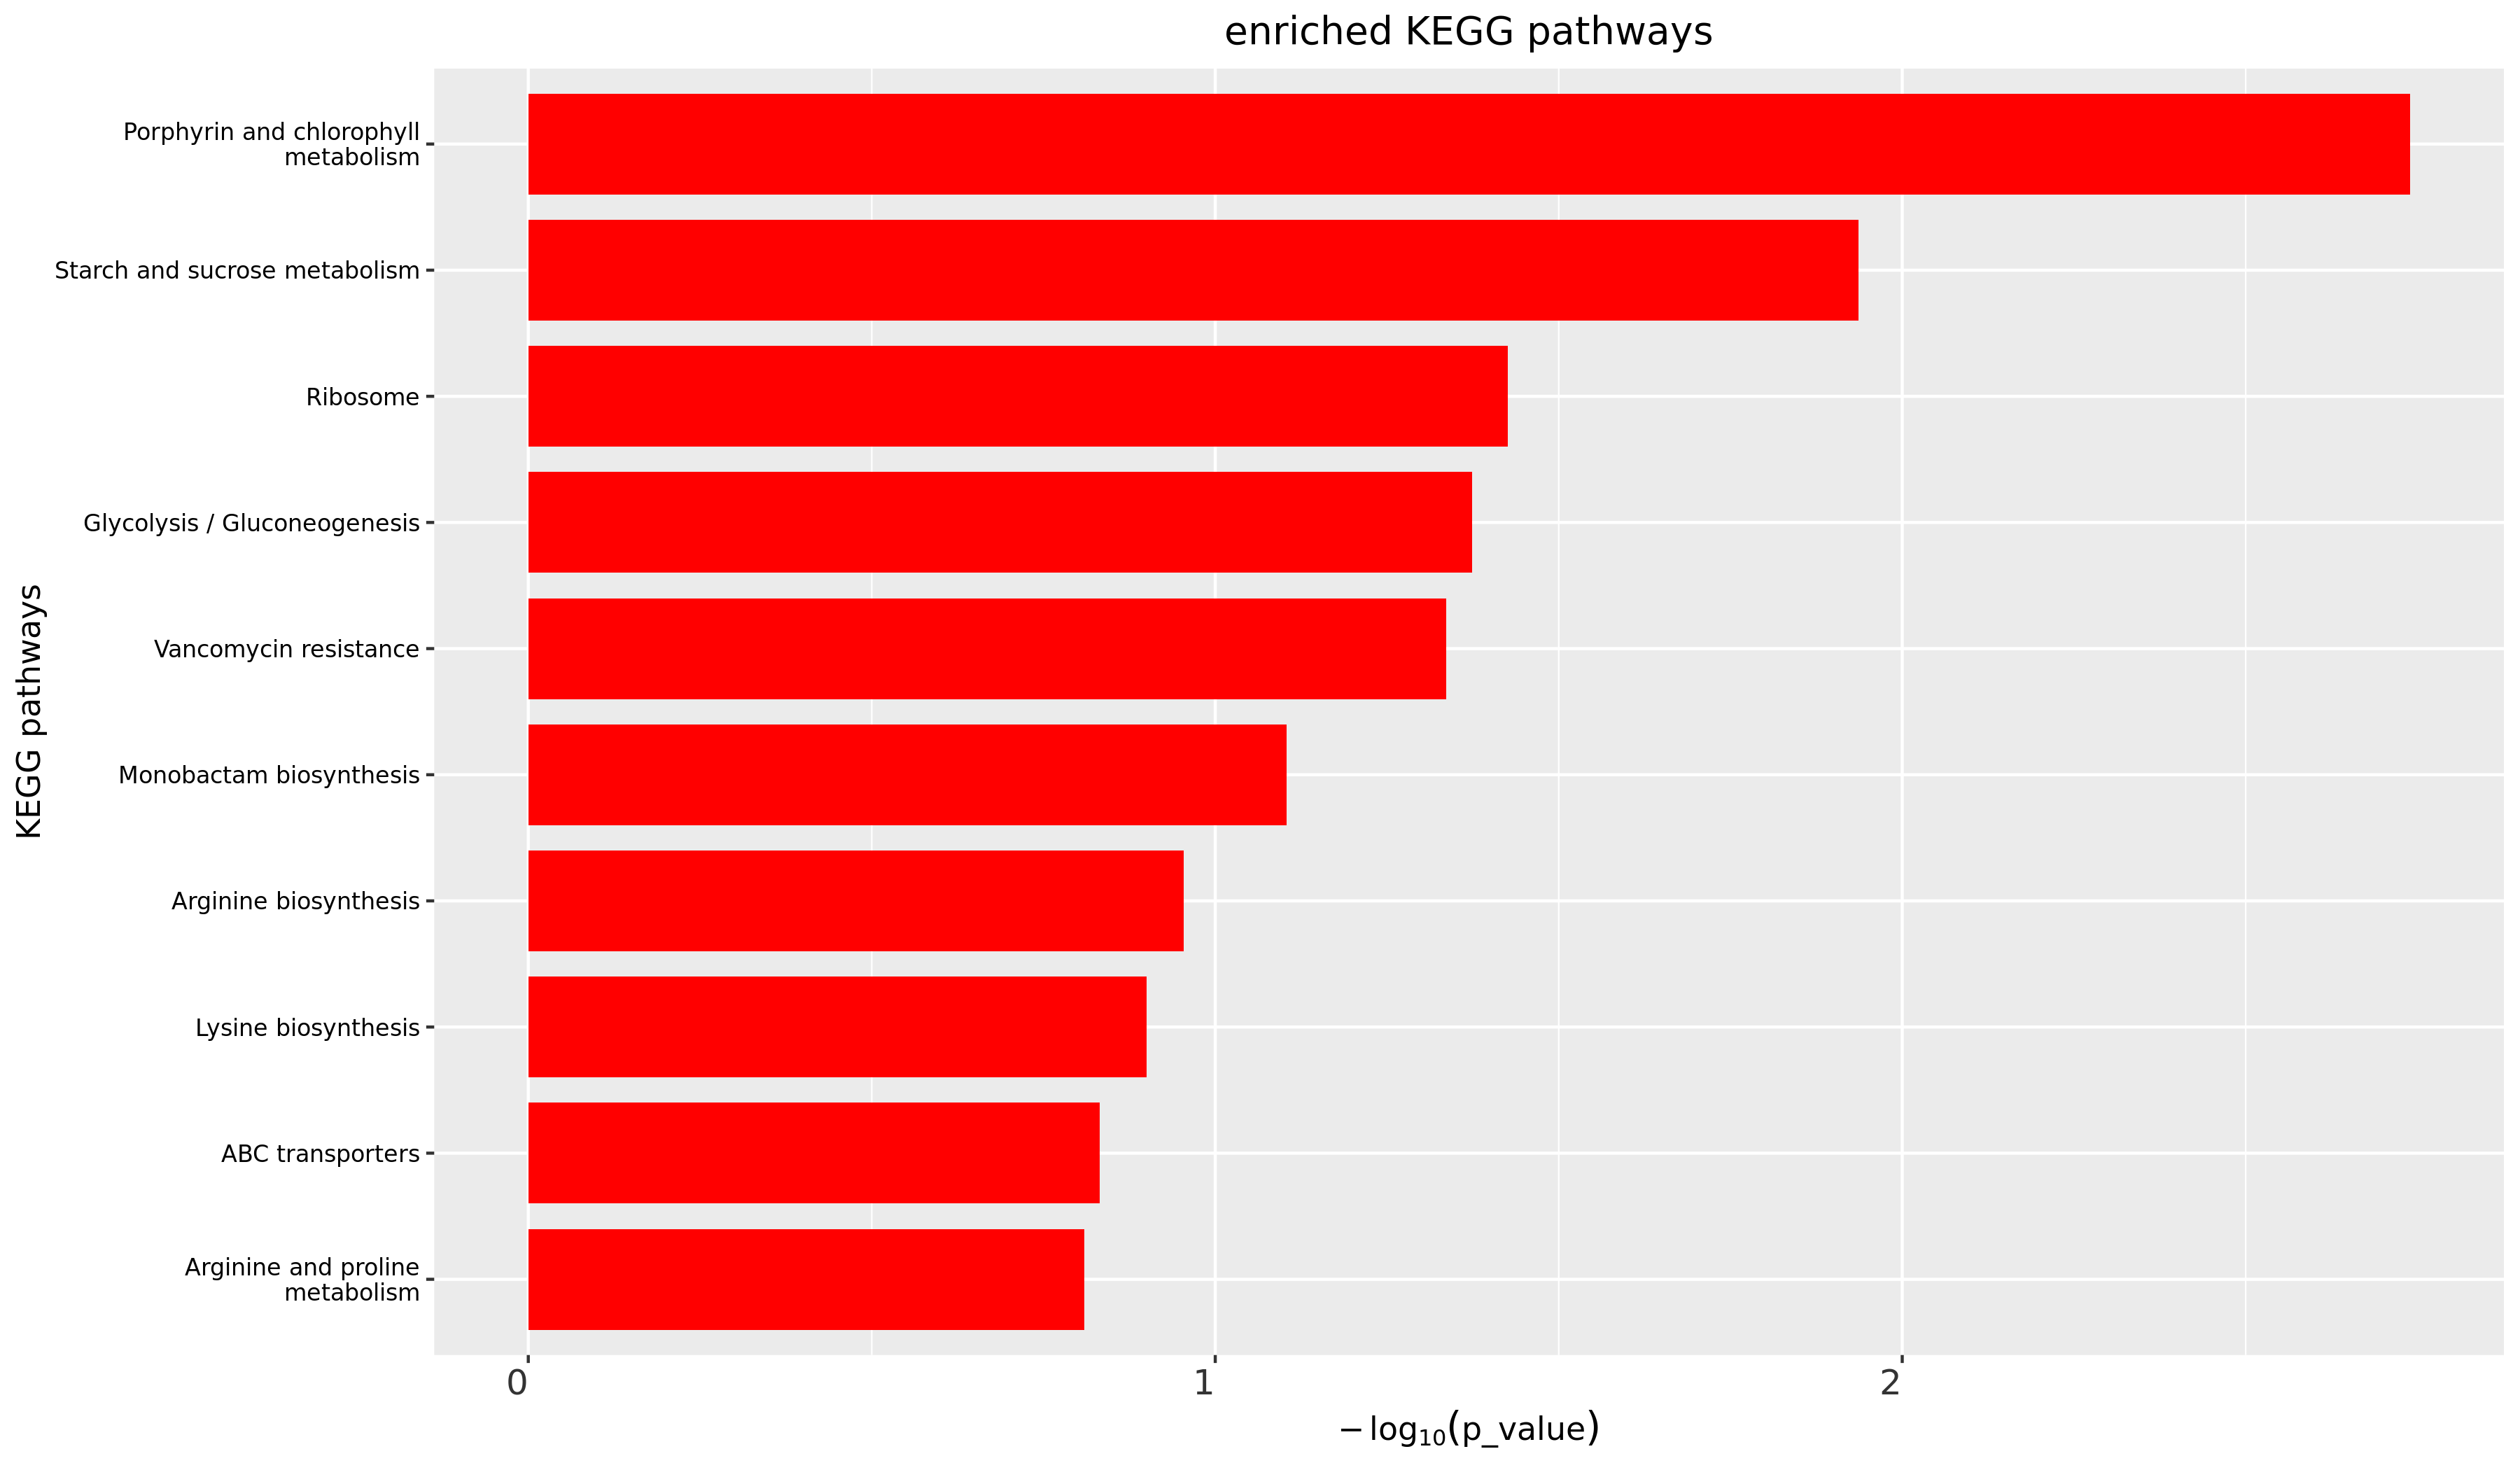 enriched KEGG pathways
Porphyrin and chlorophyll
metabolism
Starch and sucrose metabolism
Ribosome
Glycolysis / Gluconeogenesis
Vancomycin resistance
Monobactam biosynthesis
Arginine biosynthesis
Lysine biosynthesis
ABC transporters
Arginine and proline
metabolism
KEGG pathways
0 1 2
−log₁₀(p_value)